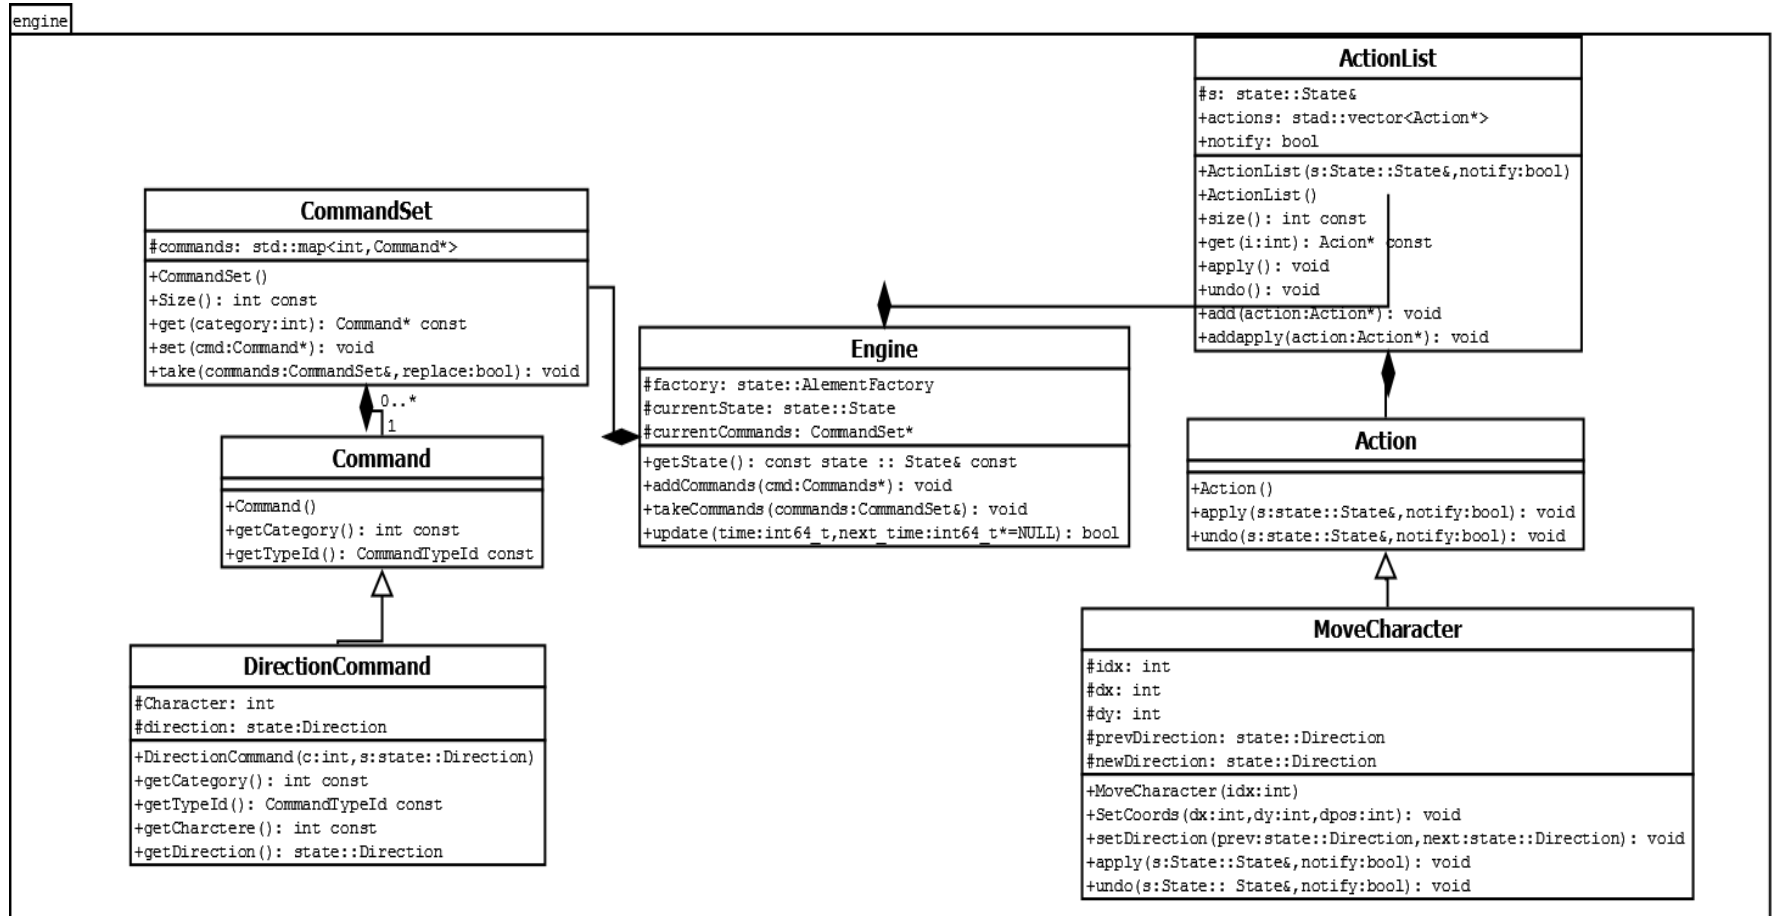 engine
ActionList
#s: state::State&
+actions: stad::vector<Action*>
+notify: bool
+ActionList(s:State::State&,notify:bool)
+ActionList()
+size(): int const
+get(i:int): Acion* const
+apply(): void
+undo(): void
+add(action:Action*): void
+addapply(action:Action*): void
CommandSet
#commands: std::map<int,Command*>
+CommandSet()
+Size(): int const
+get(category:int): Command* const
+set(cmd:Command*): void
+take(commands:CommandSet&,replace:bool): void
0..*
1
Engine
#factory: state::AlementFactory
#currentState: state::State
#currentCommands: CommandSet*
+getState(): const state :: State& const
+addCommands(cmd:Commands*): void
+takeCommands(commands:CommandSet&): void
+update(time:int64_t,next_time:int64_t*=NULL): bool
Command
+Command()
+getCategory(): int const
+getTypeId(): CommandTypeId const
Action
+Action()
+apply(s:state::State&,notify:bool): void
+undo(s:state::State&,notify:bool): void
DirectionCommand
#Character: int
#direction: state:Direction
+DirectionCommand(c:int,s:state::Direction)
+getCategory(): int const
+getTypeId(): CommandTypeId const
+getCharctere(): int const
+getDirection(): state::Direction
MoveCharacter
#idx: int
#dx: int
#dy: int
#prevDirection: state::Direction
#newDirection: state::Direction
+MoveCharacter(idx:int)
+SetCoords(dx:int,dy:int,dpos:int): void
+setDirection(prev:state::Direction,next:state::Direction): void
+apply(s:State::State&,notify:bool): void
+undo(s:State:: State&,notify:bool): void